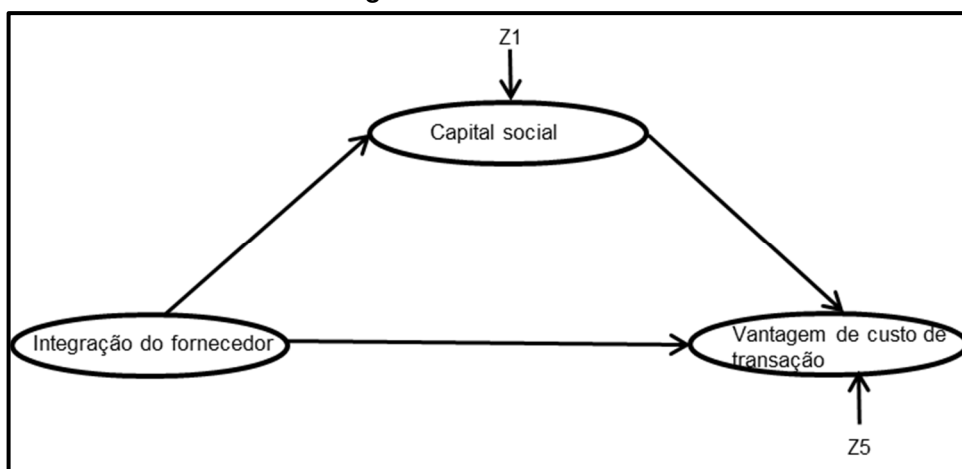 Z1
Capital social
Integração do fornecedor
Vantagem de custo de
transação
Z5